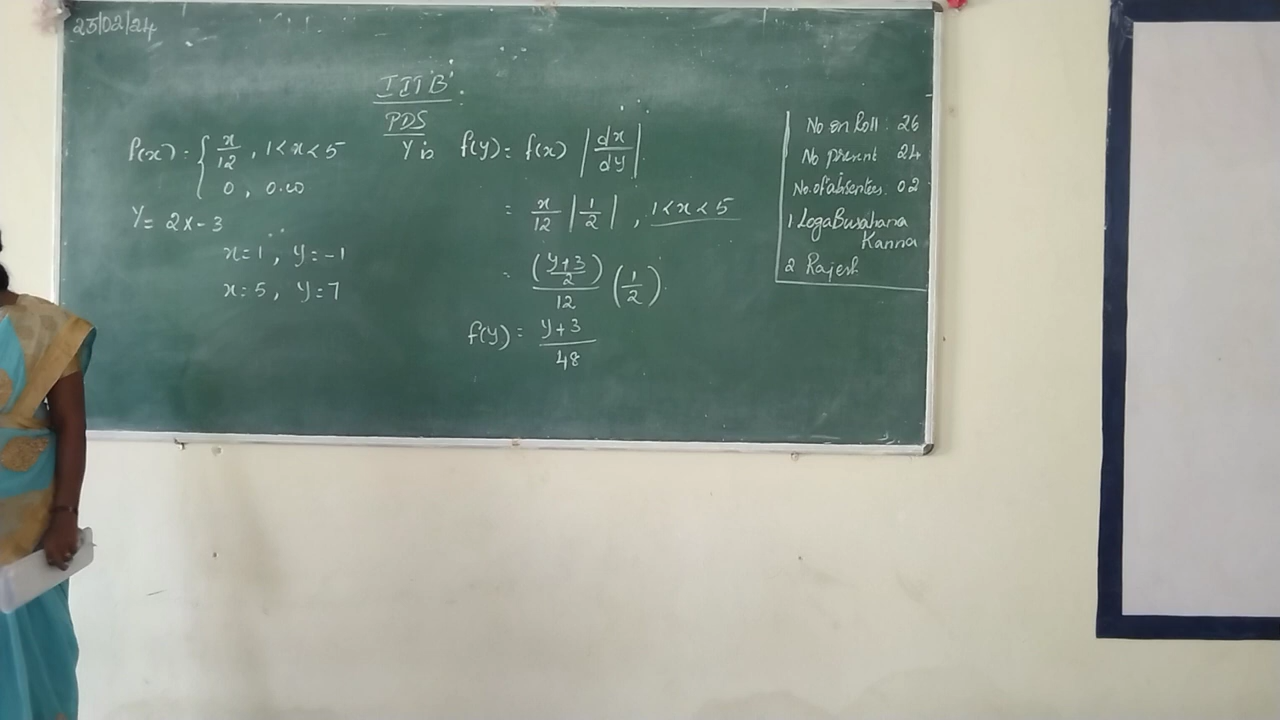 23/02/24
III 'B'
PDS
P(x) = { x/12 , 1<x<5
0 , 0.w
Y = 2x-3
x=1 , y=-1
x=5 , y=7
Y is f(y) = f(x) |dx/dy|
= x/12 |1/2| , 1<x<5
= ((y+3)/2)/12 (1/2)
f(y) = y+3/48
No on Roll : 26
No present 24
No. of absentees. 02
1 Loga
Kanna
2 Rajesh